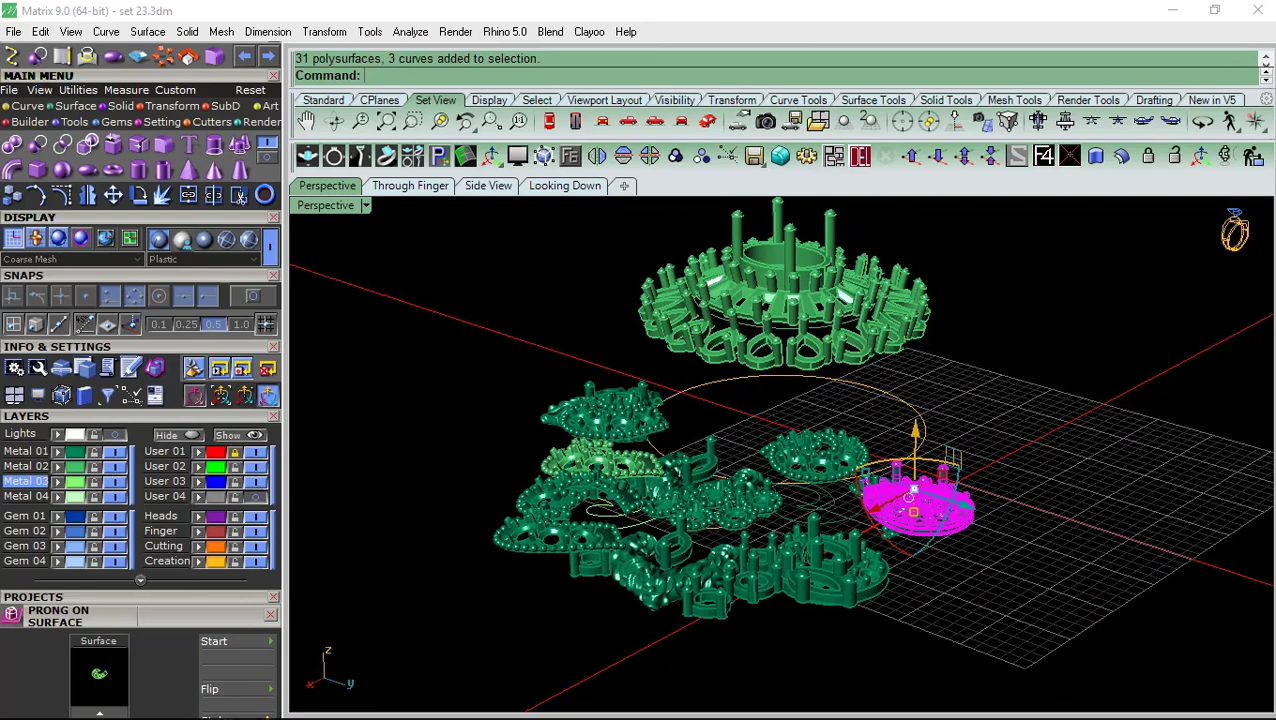 Matrix 9.0 (64-bit) - set 23.3dm
File Edit View Curve Surface Solid Mesh Dimension Transform Tools Analyze Render Rhino 5.0 Blend Clayoo Help
31 polysurfaces, 3 curves added to selection.
Command:
MAIN MENU
File View Utilities Measure Custom Reset
Curve Surface Solid Transform SubD Art
Builder Tools Gems Setting Cutters Render
Standard CPlanes Set View Display Select Viewport Layout Visibility Transform Curve Tools Surface Tools Solid Tools Mesh Tools Render Tools Drafting New in V5
Perspective Through Finger Side View Looking Down
Perspective
DISPLAY
Coarse Mesh Plastic
SNAPS
0.1 0.25 0.5 1.0
INFO & SETTINGS
LAYERS
Lights Hide Show
Metal 01 User 01
Metal 02 User 02
Metal 03 User 03
Metal 04 User 04
Gem 01 Heads
Gem 02 Finger
Gem 03 Cutting
Gem 04 Creation
PROJECTS
PRONG ON SURFACE
Surface
Start
Flip
z
x
y
F4